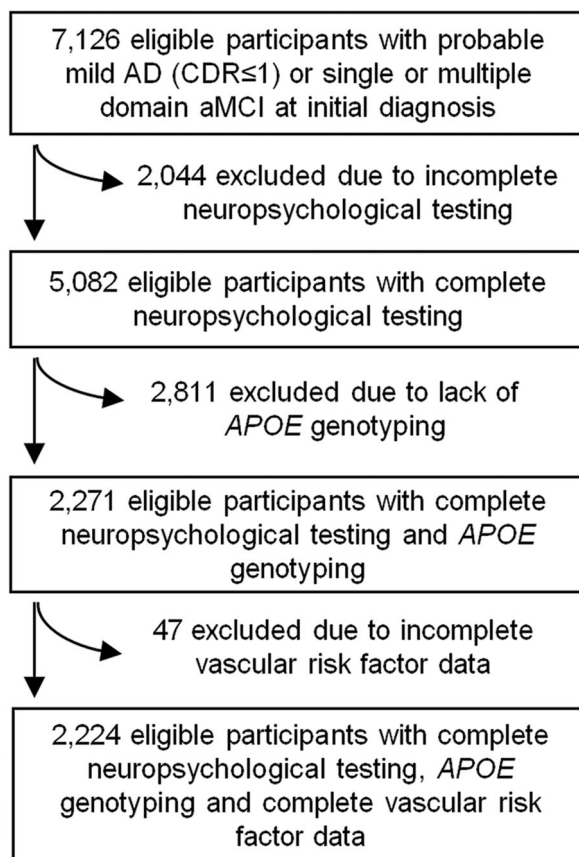 7,126 eligible participants with probable
mild AD (CDR≤1) or single or multiple
domain aMCI at initial diagnosis
2,044 excluded due to incomplete
neuropsychological testing
5,082 eligible participants with complete
neuropsychological testing
2,811 excluded due to lack of
APOE genotyping
2,271 eligible participants with complete
neuropsychological testing and APOE
genotyping
47 excluded due to incomplete
vascular risk factor data
2,224 eligible participants with complete
neuropsychological testing, APOE
genotyping and complete vascular risk
factor data